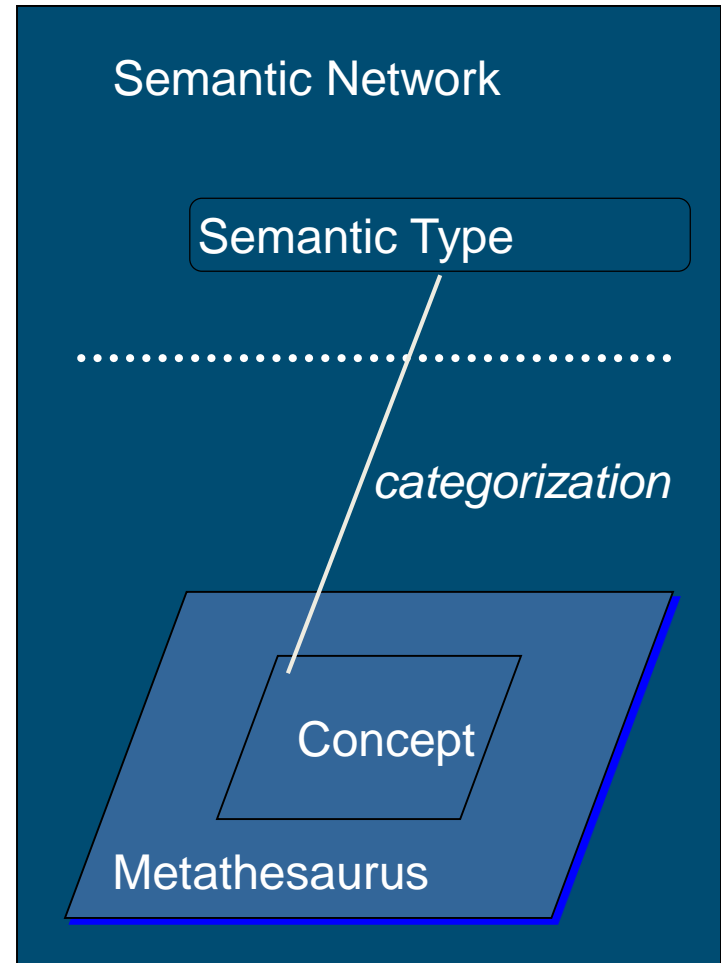 Semantic Network
Semantic Type
categorization
Concept
Metathesaurus